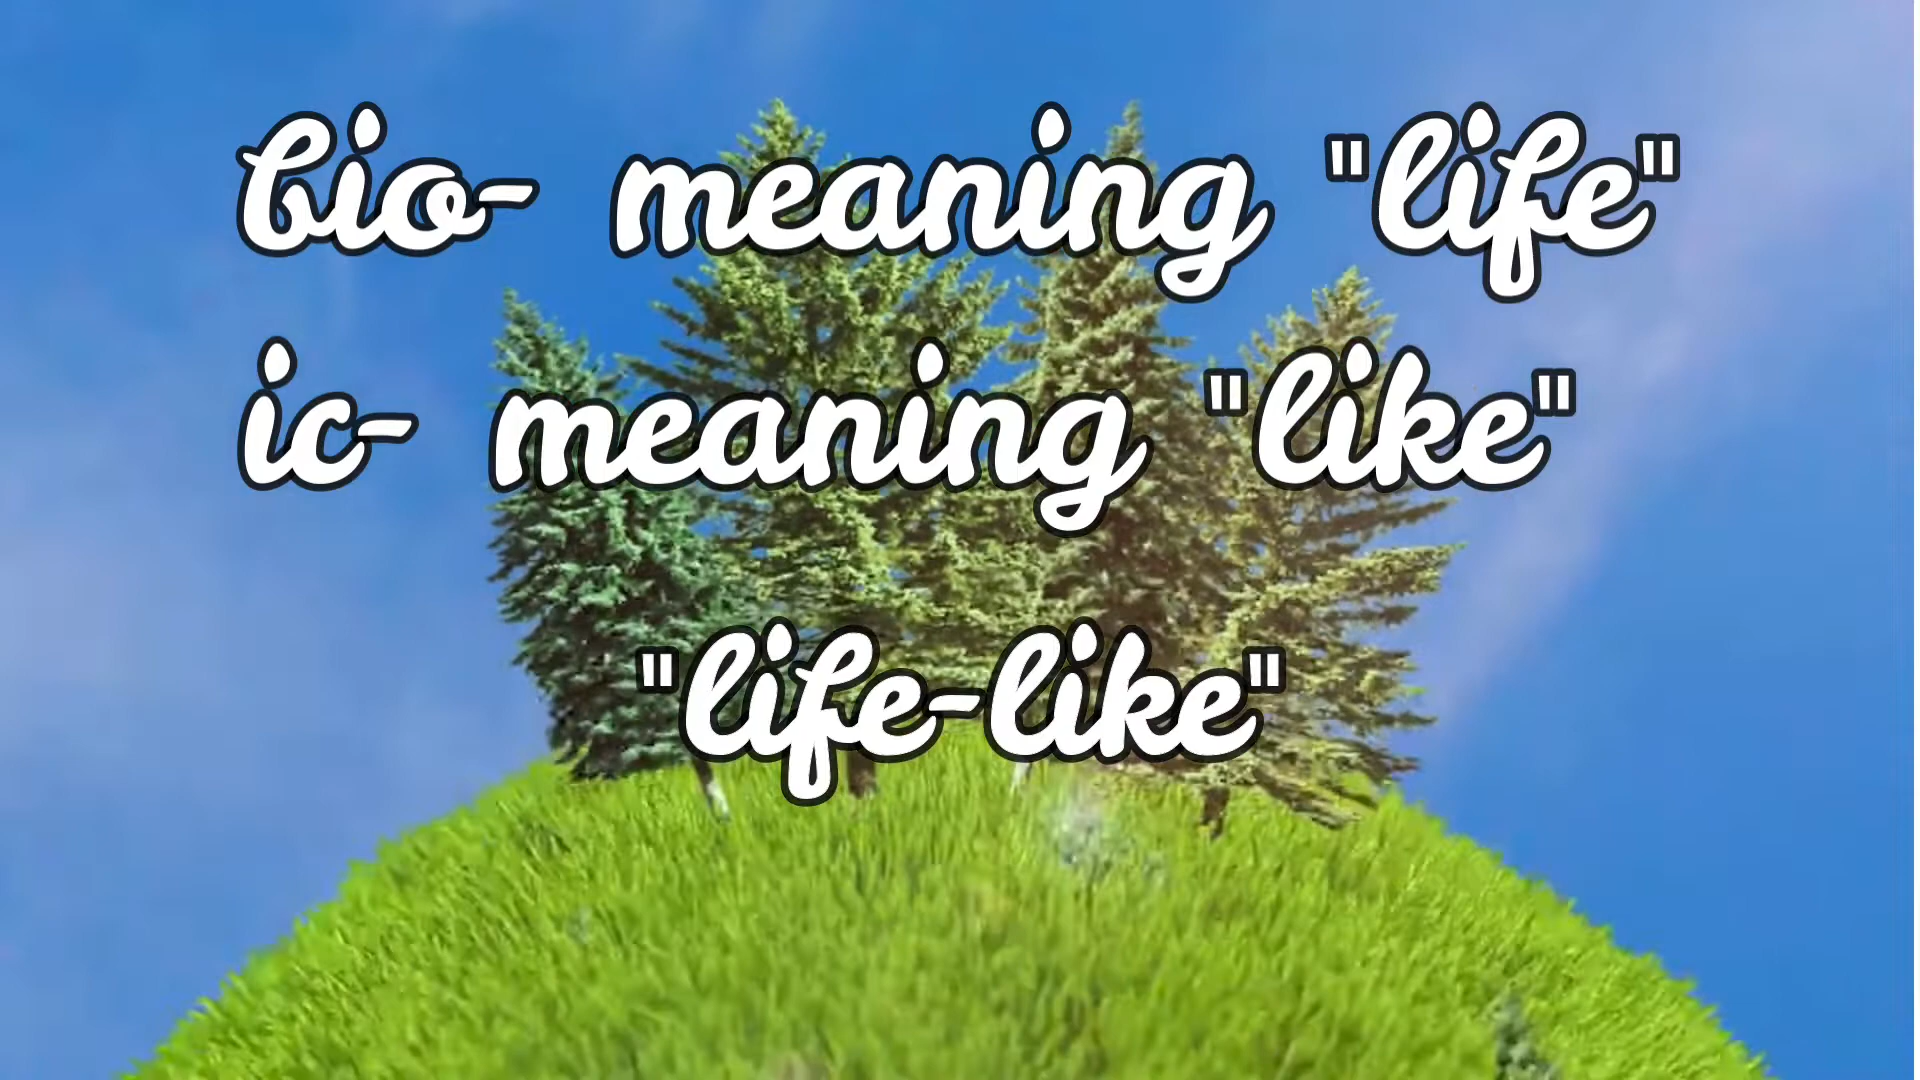 bio- meaning "life"
ic- meaning "like"
"life-like"